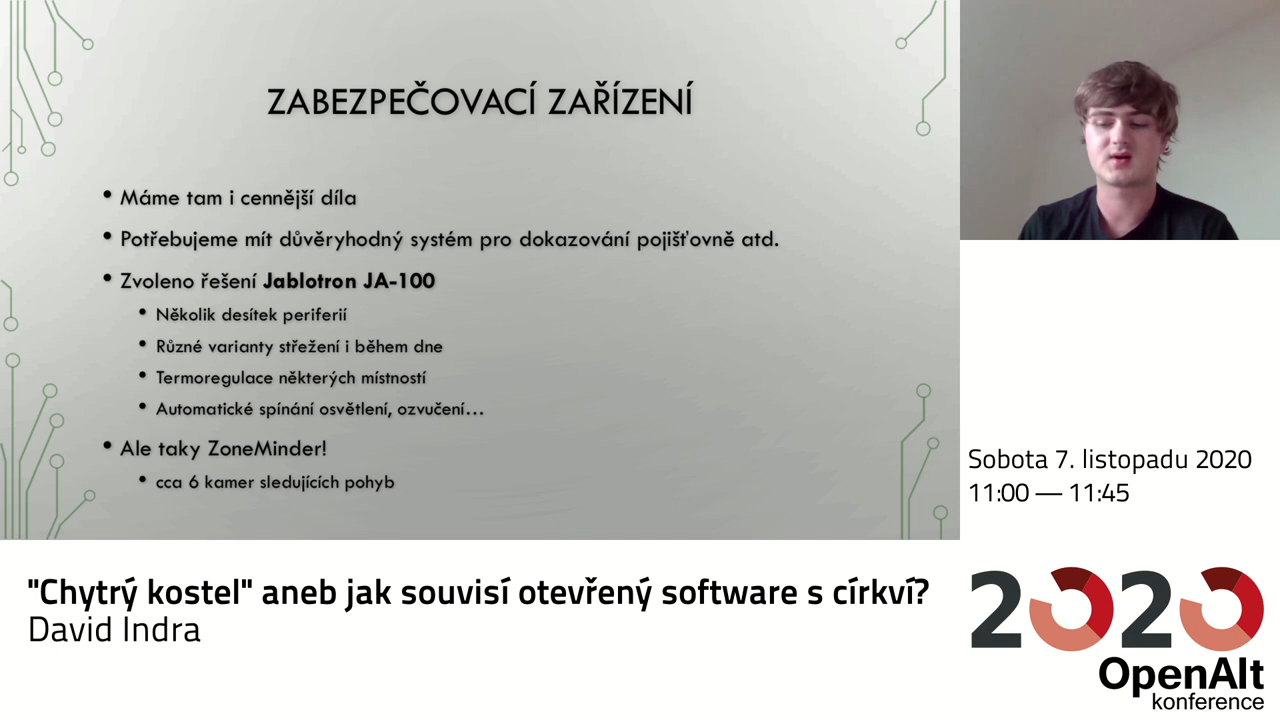 ZABEZPEČOVACÍ ZAŘÍZENÍ
• Máme tam i cennější díla
• Potřebujeme mít důvěryhodný systém pro dokazování pojišťovně atd.
• Zvoleno řešení Jablotron JA-100
• Několik desítek periferií
• Různé varianty střežení i během dne
• Termoregulace některých místností
• Automatické spínání osvětlení, ozvučení…
• Ale taky ZoneMinder!
• cca 6 kamer sledujících pohyb
Sobota 7. listopadu 2020
11:00 — 11:45
"Chytrý kostel" aneb jak souvisí otevřený software s církví?
David Indra
2020
OpenAlt
konference